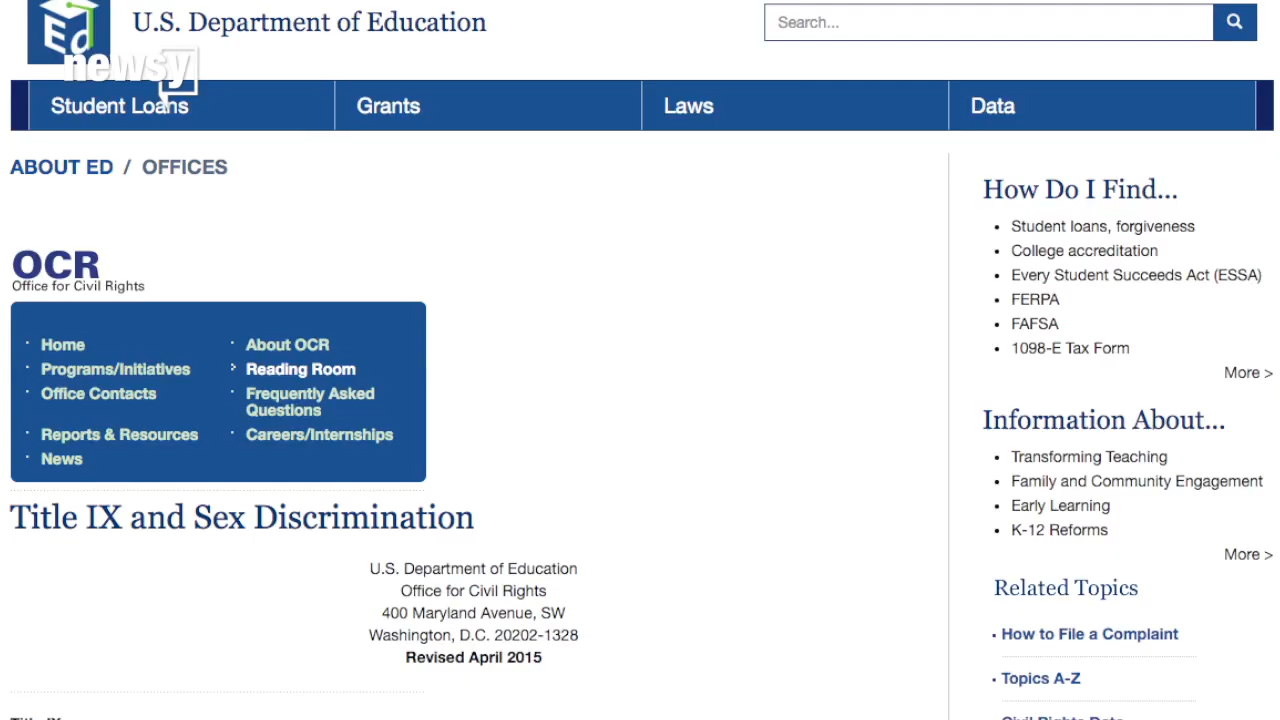 Ed
U.S. Department of Education
Search...
newsy
Student Loans
Grants
Laws
Data
ABOUT ED / OFFICES
OCR
Office for Civil Rights
Home
About OCR
Programs/Initiatives
Reading Room
Office Contacts
Frequently Asked
Questions
Reports & Resources
Careers/Internships
News
Title IX and Sex Discrimination
U.S. Department of Education
Office for Civil Rights
400 Maryland Avenue, SW
Washington, D.C. 20202-1328
Revised April 2015
How Do I Find...
Student loans, forgiveness
College accreditation
Every Student Succeeds Act (ESSA)
FERPA
FAFSA
1098-E Tax Form
More >
Information About...
Transforming Teaching
Family and Community Engagement
Early Learning
K-12 Reforms
More >
Related Topics
How to File a Complaint
Topics A-Z